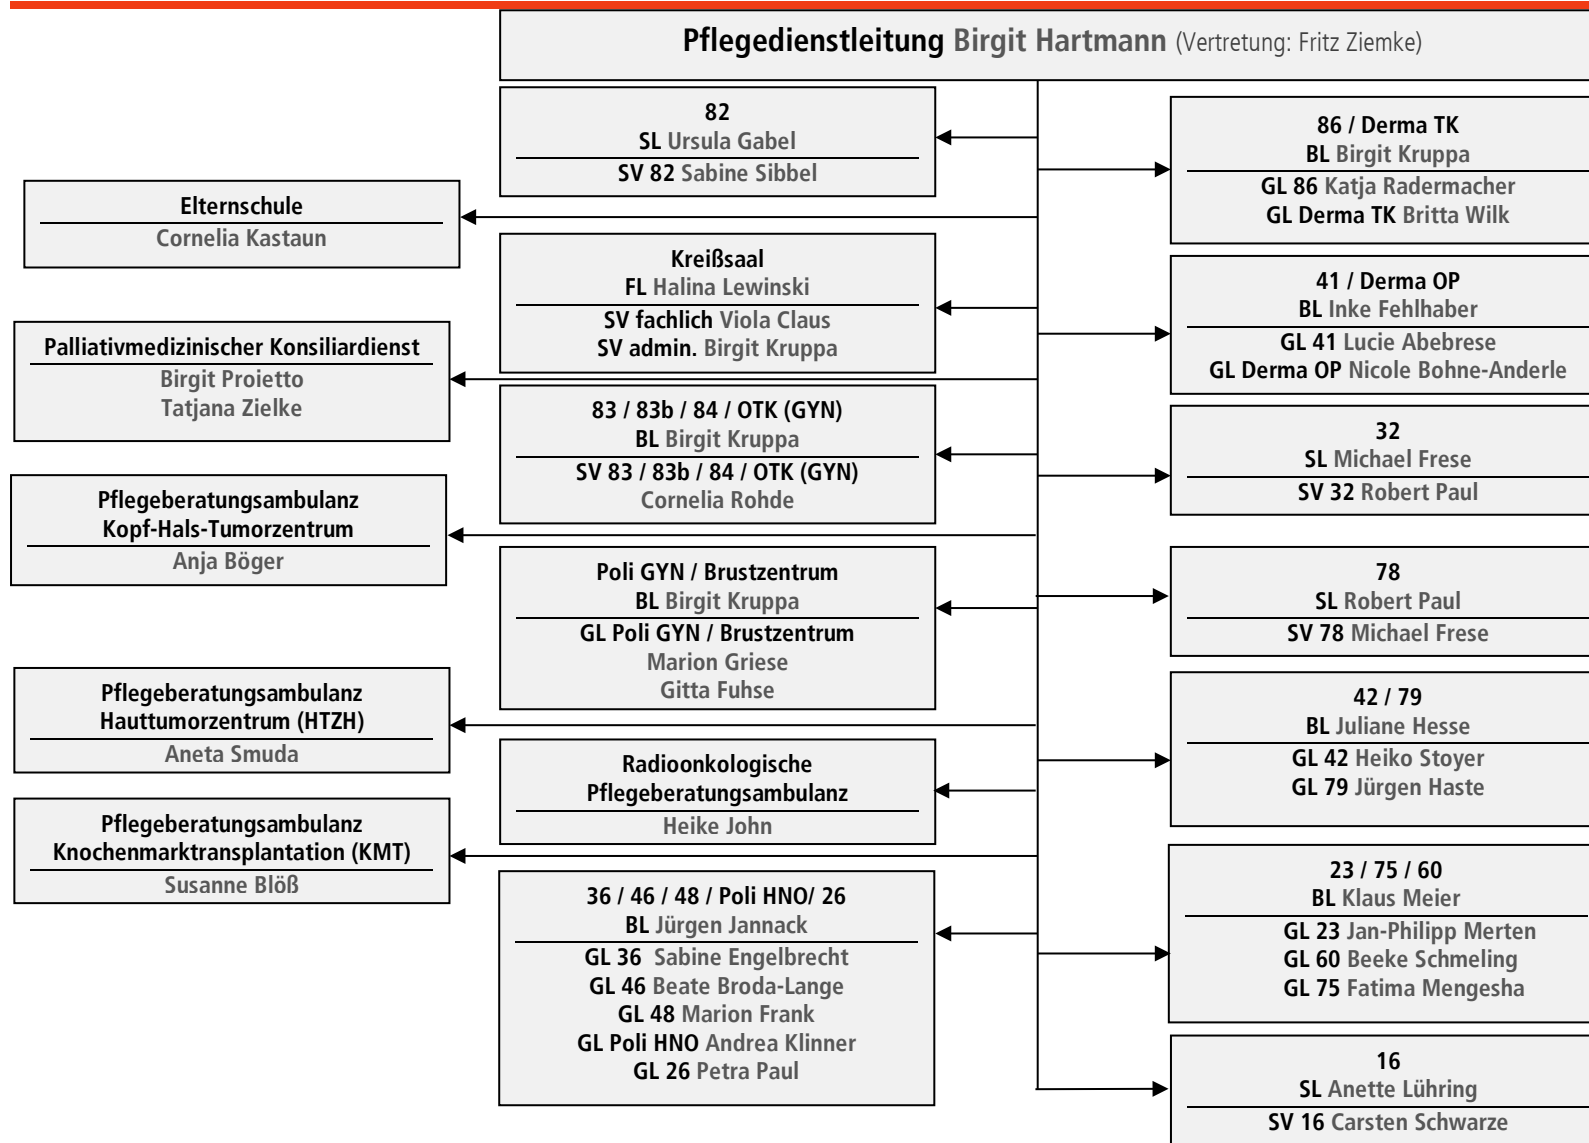 Pflegedienstleitung Birgit Hartmann (Vertretung: Fritz Ziemke)
82
SL Ursula Gabel
SV 82 Sabine Sibbel
Elternschule
Cornelia Kastaun
Kreißsaal
FL Halina Lewinski
SV fachlich Viola Claus
SV admin. Birgit Kruppa
Palliativmedizinischer Konsiliardienst
Birgit Proietto
Tatjana Zielke
83 / 83b / 84 / OTK (GYN)
BL Birgit Kruppa
SV 83 / 83b / 84 / OTK (GYN)
Cornelia Rohde
Pflegeberatungsambulanz
Kopf-Hals-Tumorzentrum
Anja Böger
Poli GYN / Brustzentrum
BL Birgit Kruppa
GL Poli GYN / Brustzentrum
Marion Griese
Gitta Fuhse
Pflegeberatungsambulanz
Hauttumorzentrum (HTZH)
Aneta Smuda
Radioonkologische
Pflegeberatungsambulanz
Heike John
Pflegeberatungsambulanz
Knochenmarktransplantation (KMT)
Susanne Blöß
36 / 46 / 48 / Poli HNO/ 26
BL Jürgen Jannack
GL 36 Sabine Engelbrecht
GL 46 Beate Broda-Lange
GL 48 Marion Frank
GL Poli HNO Andrea Klinner
GL 26 Petra Paul
86 / Derma TK
BL Birgit Kruppa
GL 86 Katja Radermacher
GL Derma TK Britta Wilk
41 / Derma OP
BL Inke Fehlhaber
GL 41 Lucie Abebrese
GL Derma OP Nicole Bohne-Anderle
32
SL Michael Frese
SV 32 Robert Paul
78
SL Robert Paul
SV 78 Michael Frese
42 / 79
BL Juliane Hesse
GL 42 Heiko Stoyer
GL 79 Jürgen Haste
23 / 75 / 60
BL Klaus Meier
GL 23 Jan-Philipp Merten
GL 60 Beeke Schmeling
GL 75 Fatima Mengesha
16
SL Anette Lühring
SV 16 Carsten Schwarze